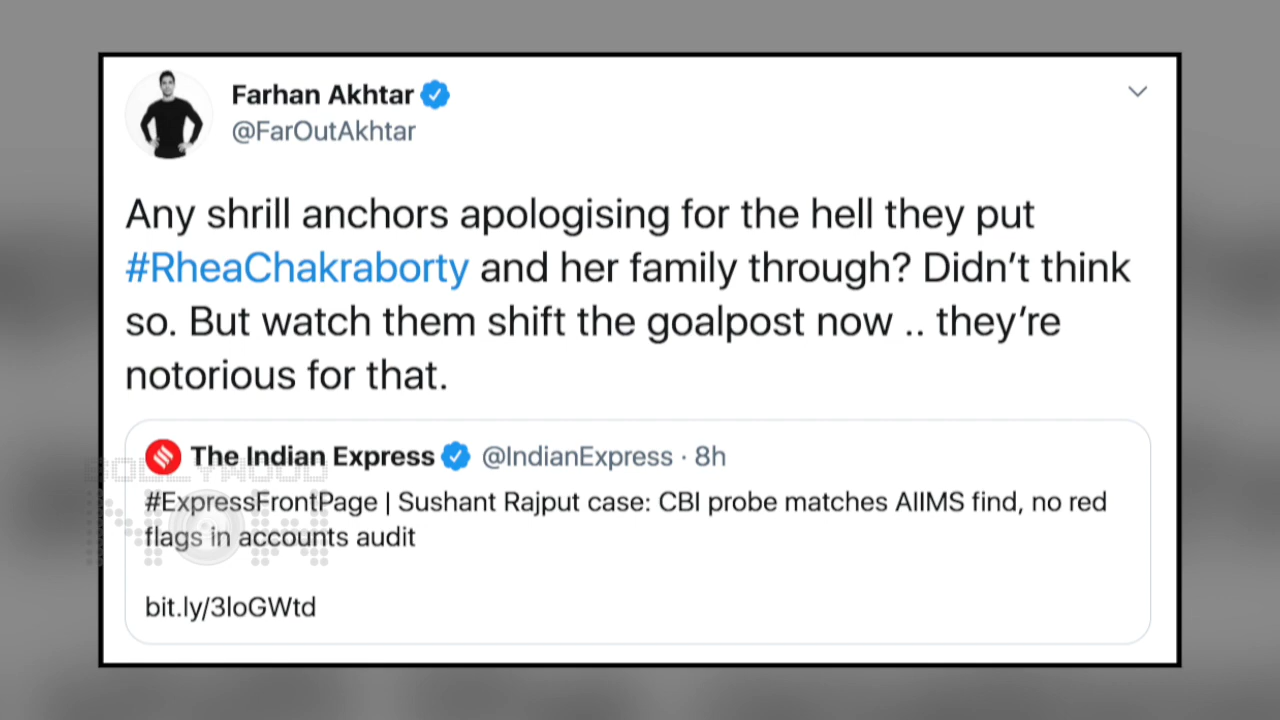 Farhan Akhtar
@FarOutAkhtar
Any shrill anchors apologising for the hell they put
#RheaChakraborty and her family through? Didn’t think
so. But watch them shift the goalpost now .. they’re
notorious for that.
The Indian Express @IndianExpress · 8h
BOLLYWOOD
NOW
#ExpressFrontPage | Sushant Rajput case: CBI probe matches AIIMS find, no red
flags in accounts audit
bit.ly/3loGWtd